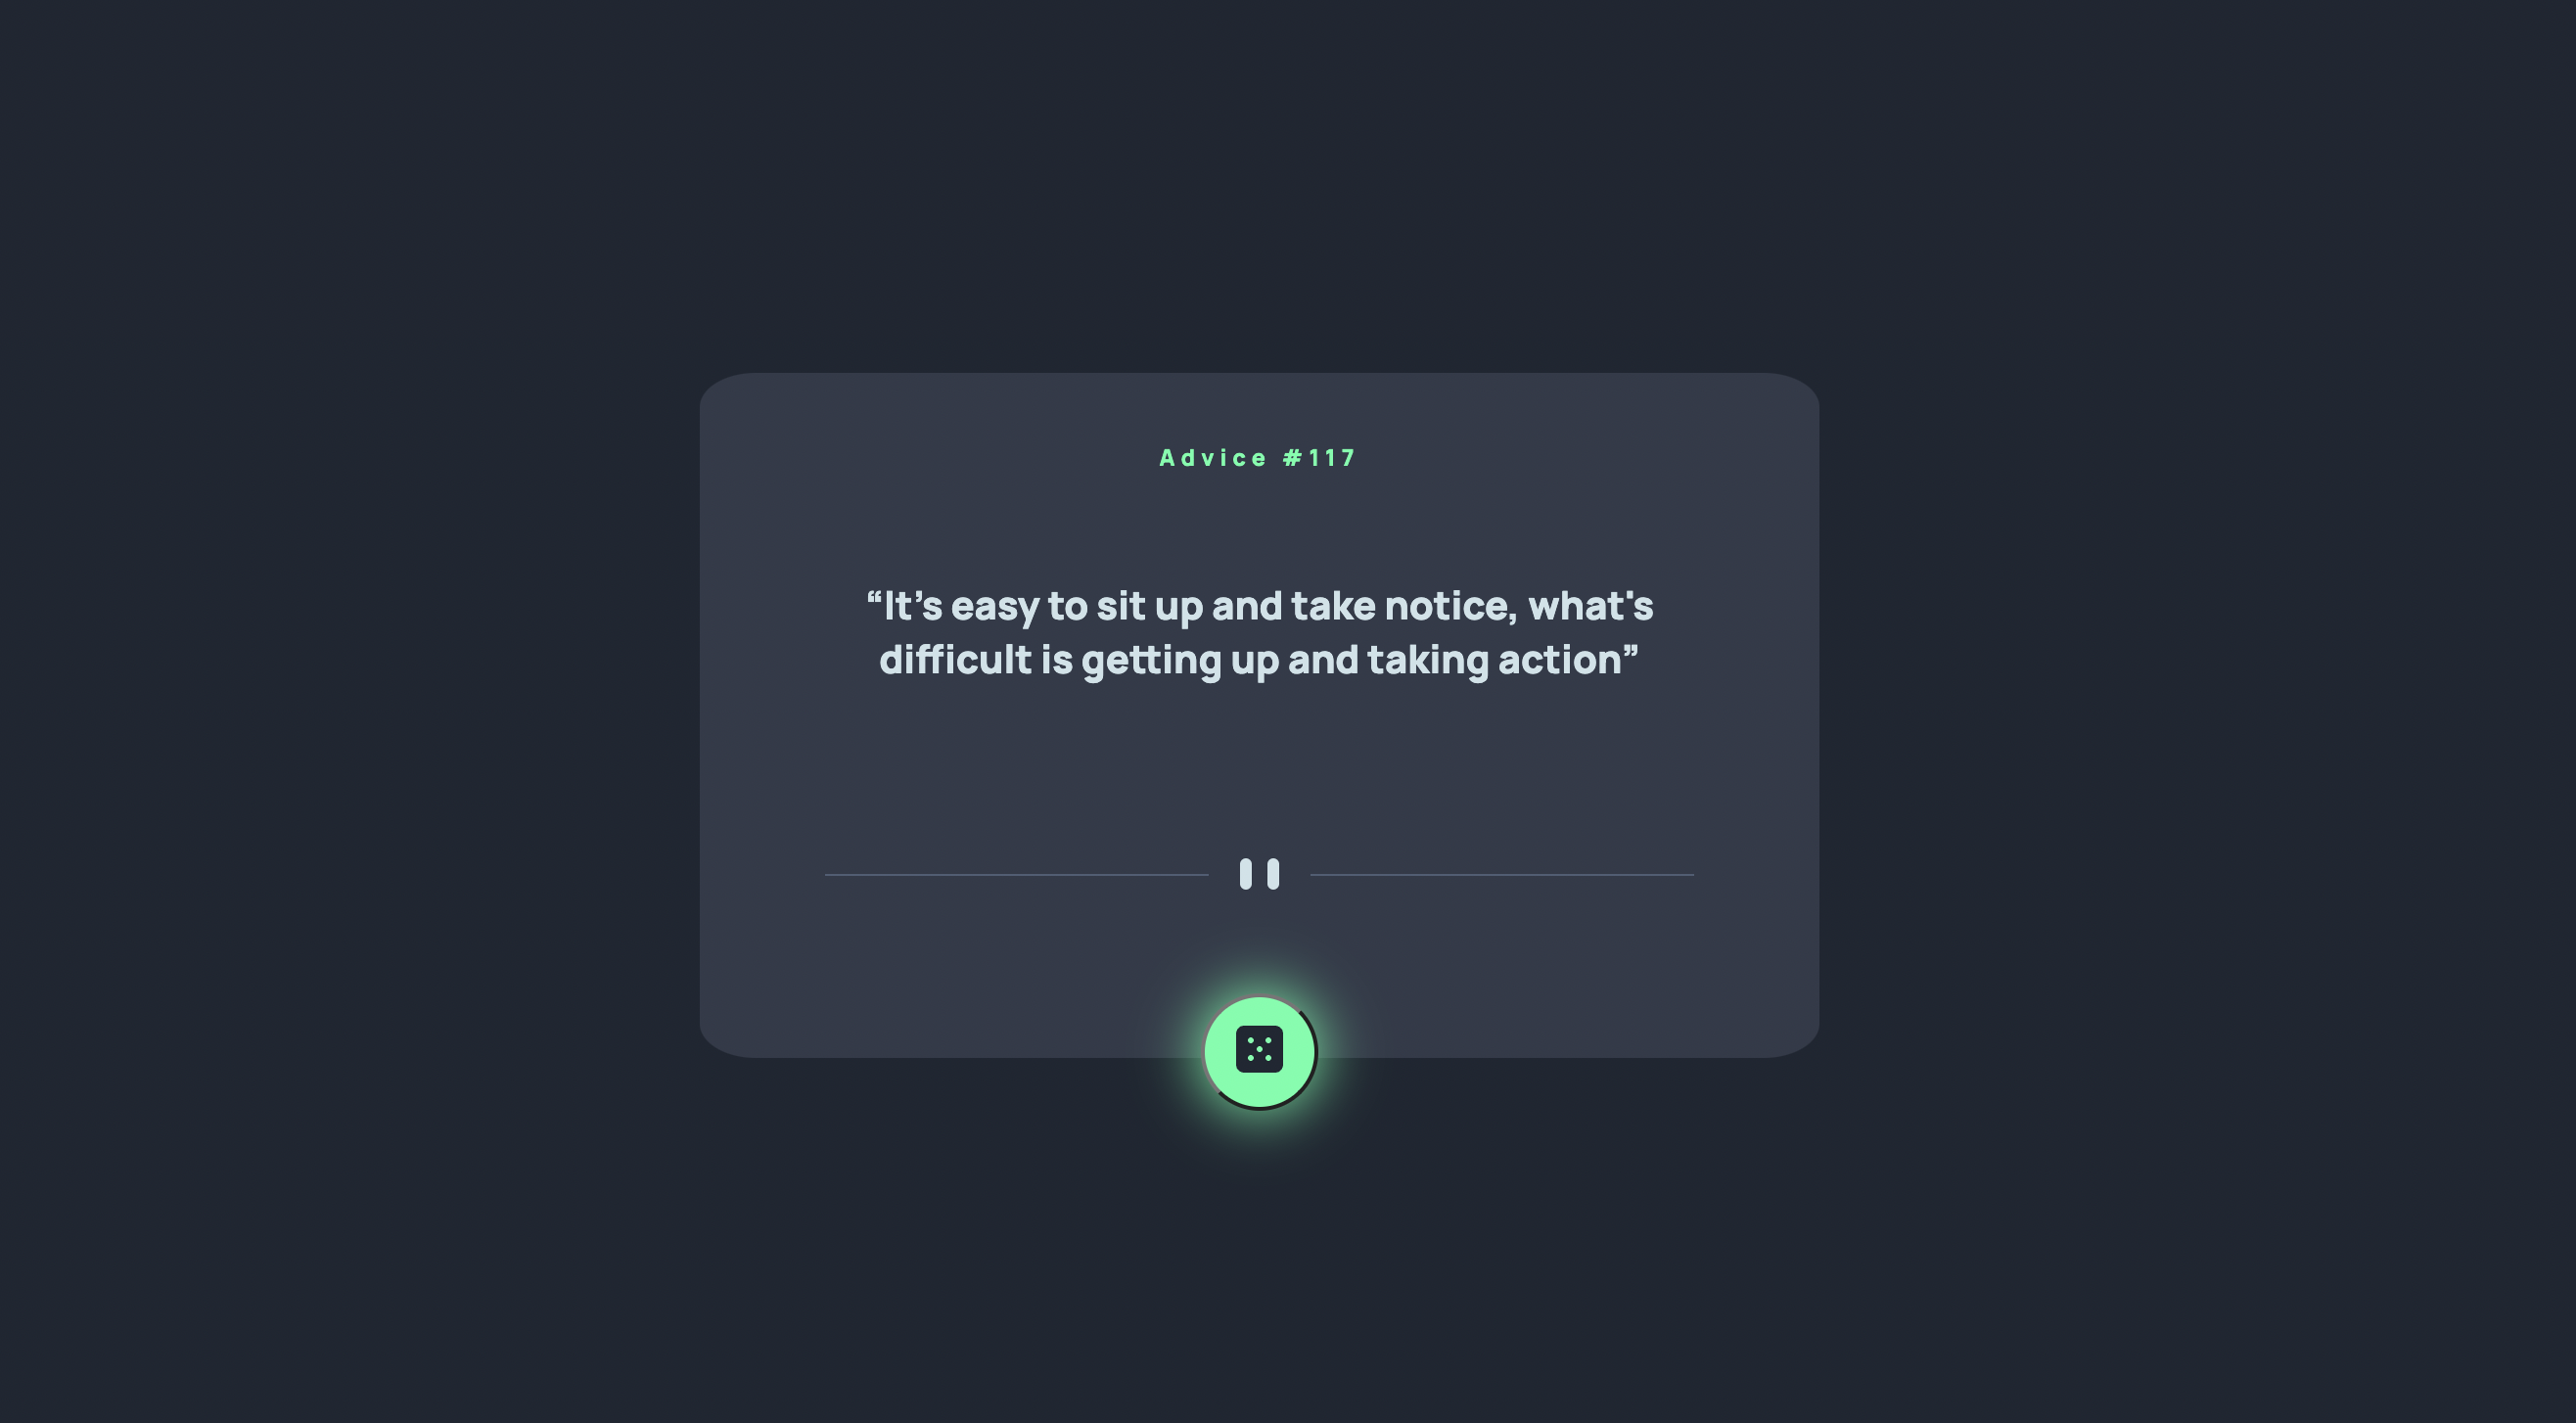 Advice #117
“It’s easy to sit up and take notice, what's
difficult is getting up and taking action”